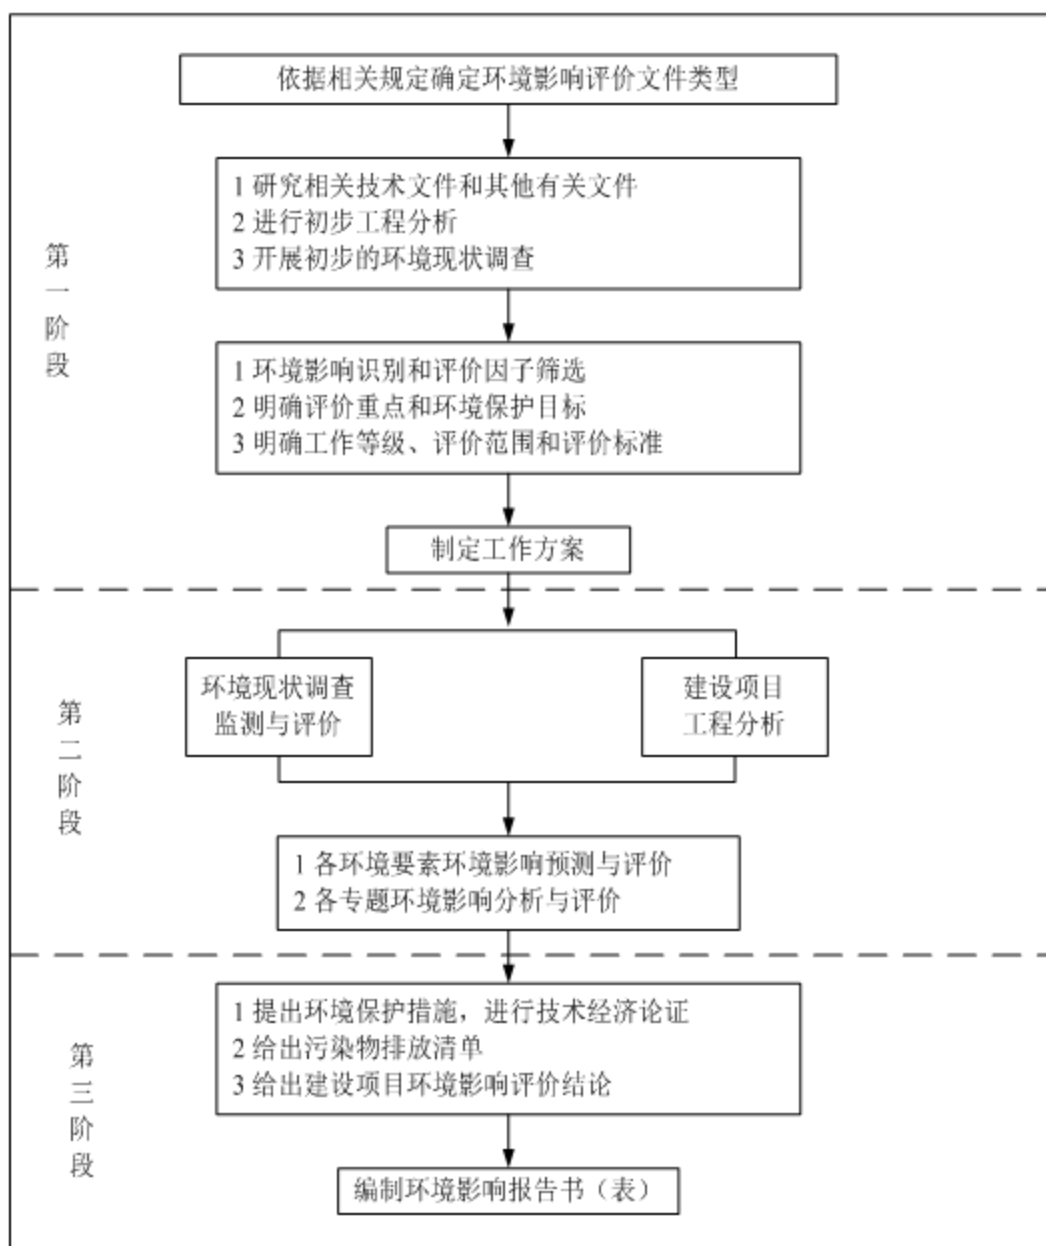 依据相关规定确定环境影响评价文件类型
1 研究相关技术文件和其他有关文件
2 进行初步工程分析
3 开展初步的环境现状调查
第一阶段
1 环境影响识别和评价因子筛选
2 明确评价重点和环境保护目标
3 明确工作等级、评价范围和评价标准
制定工作方案
环境现状调查
监测与评价
建设项目
工程分析
第二阶段
1 各环境要素环境影响预测与评价
2 各专题环境影响分析与评价
1 提出环境保护措施，进行技术经济论证
2 给出污染物排放清单
3 给出建设项目环境影响评价结论
第三阶段
编制环境影响报告书（表）